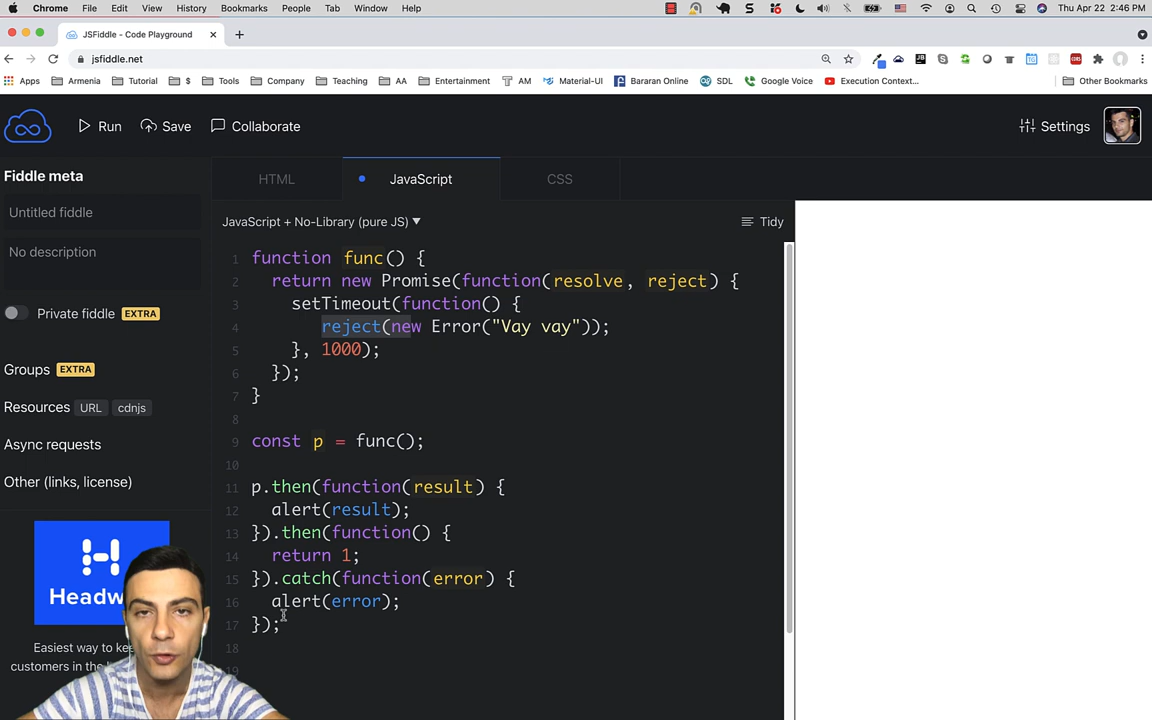 Chrome File Edit View History Bookmarks People Tab Window Help Thu Apr 22 2:46 PM
JSFiddle - Code Playground
jsfiddle.net
Apps Armenia Tutorial $ Tools Company Teaching AA Entertainment AM Material-UI Bararan Online SDL Google Voice Execution Context... Other Bookmarks
Run Save Collaborate Settings
Fiddle meta
Untitled fiddle
No description
Private fiddle EXTRA
Groups EXTRA
Resources URL cdnjs
Async requests
Other (links, license)
Headw
Easiest way to kee
customers in the
HTML JavaScript CSS
JavaScript + No-Library (pure JS) ▼ Tidy
1 function func() {
2 return new Promise(function(resolve, reject) {
3 setTimeout(function() {
4 reject(new Error("Vay vay"));
5 }, 1000);
6 });
7 }
8
9 const p = func();
10
11 p.then(function(result) {
12 alert(result);
13 }).then(function() {
14 return 1;
15 }).catch(function(error) {
16 alert(error);
17 });
18
19